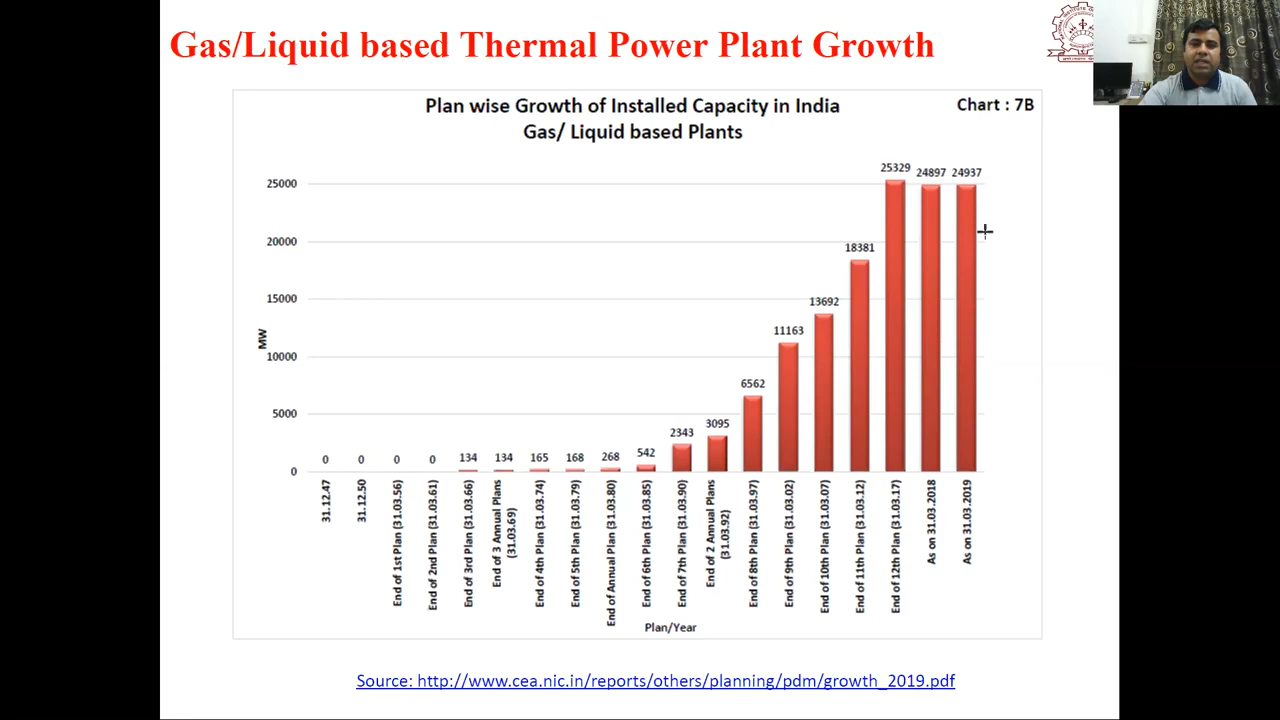 Gas/Liquid based Thermal Power Plant Growth
Plan wise Growth of Installed Capacity in India
Chart : 7B
Gas/ Liquid based Plants
MW
25000
20000
15000
10000
5000
0
0
0
0
0
134
134
165
168
268
542
2343
3095
6562
11163
13692
18381
25329
24897
24937
31.12.47
31.12.50
End of 1st Plan (31.03.56)
End of 2nd Plan (31.03.61)
End of 3rd Plan (31.03.66)
End of 3 Annual Plans
(31.03.69)
End of 4th Plan (31.03.74)
End of 5th Plan (31.03.79)
End of Annual Plan (31.03.80)
End of 6th Plan (31.03.85)
End of 7th Plan (31.03.90)
End of 2 Annual Plans
(31.03.92)
End of 8th Plan (31.03.97)
End of 9th Plan (31.03.02)
End of 10th Plan (31.03.07)
End of 11th Plan (31.03.12)
End of 12th Plan (31.03.17)
As on 31.03.2018
As on 31.03.2019
Plan/Year
Source: http://www.cea.nic.in/reports/others/planning/pdm/growth_2019.pdf